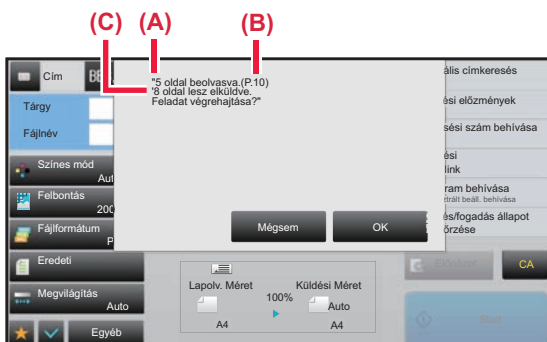 (C) (A) (B)
Cím
"5 oldal beolvasva.(P.10)
"8 oldal lesz elküldve.
Feladat végrehajtása?"
Mégsem
OK
Tárgy
Fájlnév
Színes mód
Aut
Felbontás
200
Fájlformátum
P
Eredeti
Megvilágítás
Auto
Egyéb
Lapolv. Méret
100%
Küldési Méret
Auto
A4
A4
ális címkeresés
ési előzmények
sési szám behívása
ési
link
ram behívása
ztrált beáll. behívása
és/fogadás állapot
őrzése
Előnézet
CA
Start